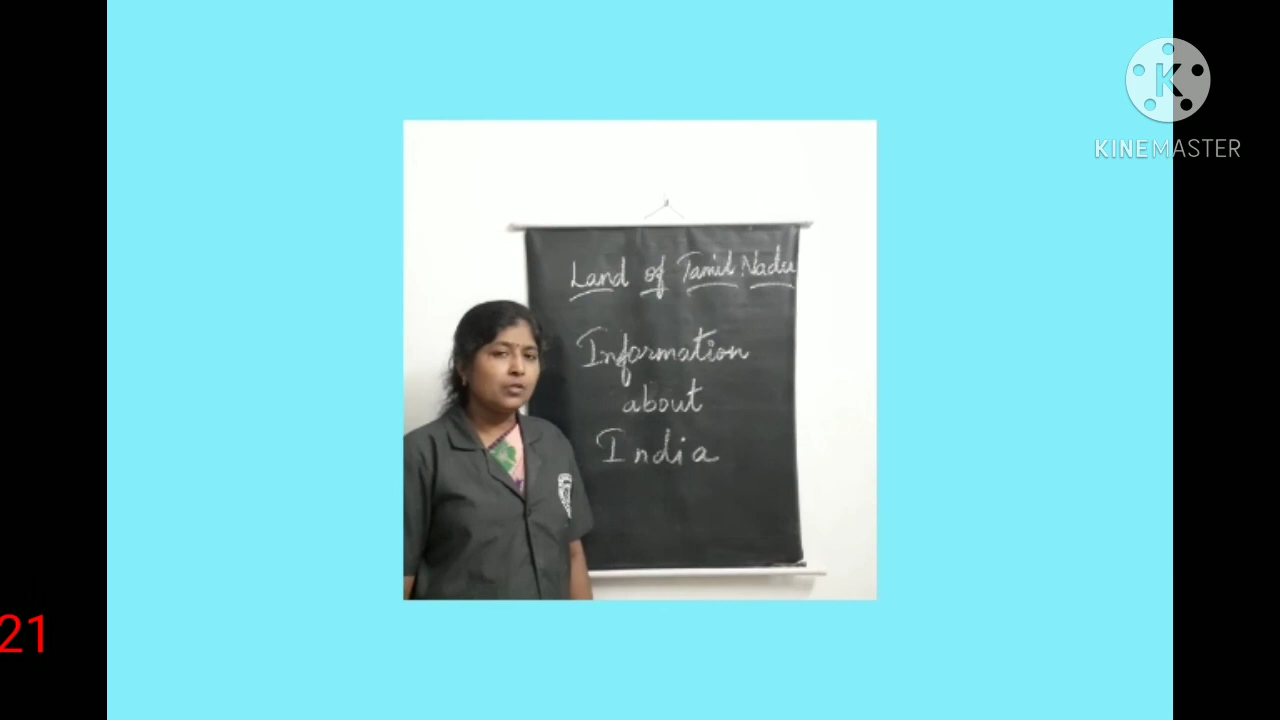 KINEMASTER
Land of Tamil Nadu
Information
about
India
21